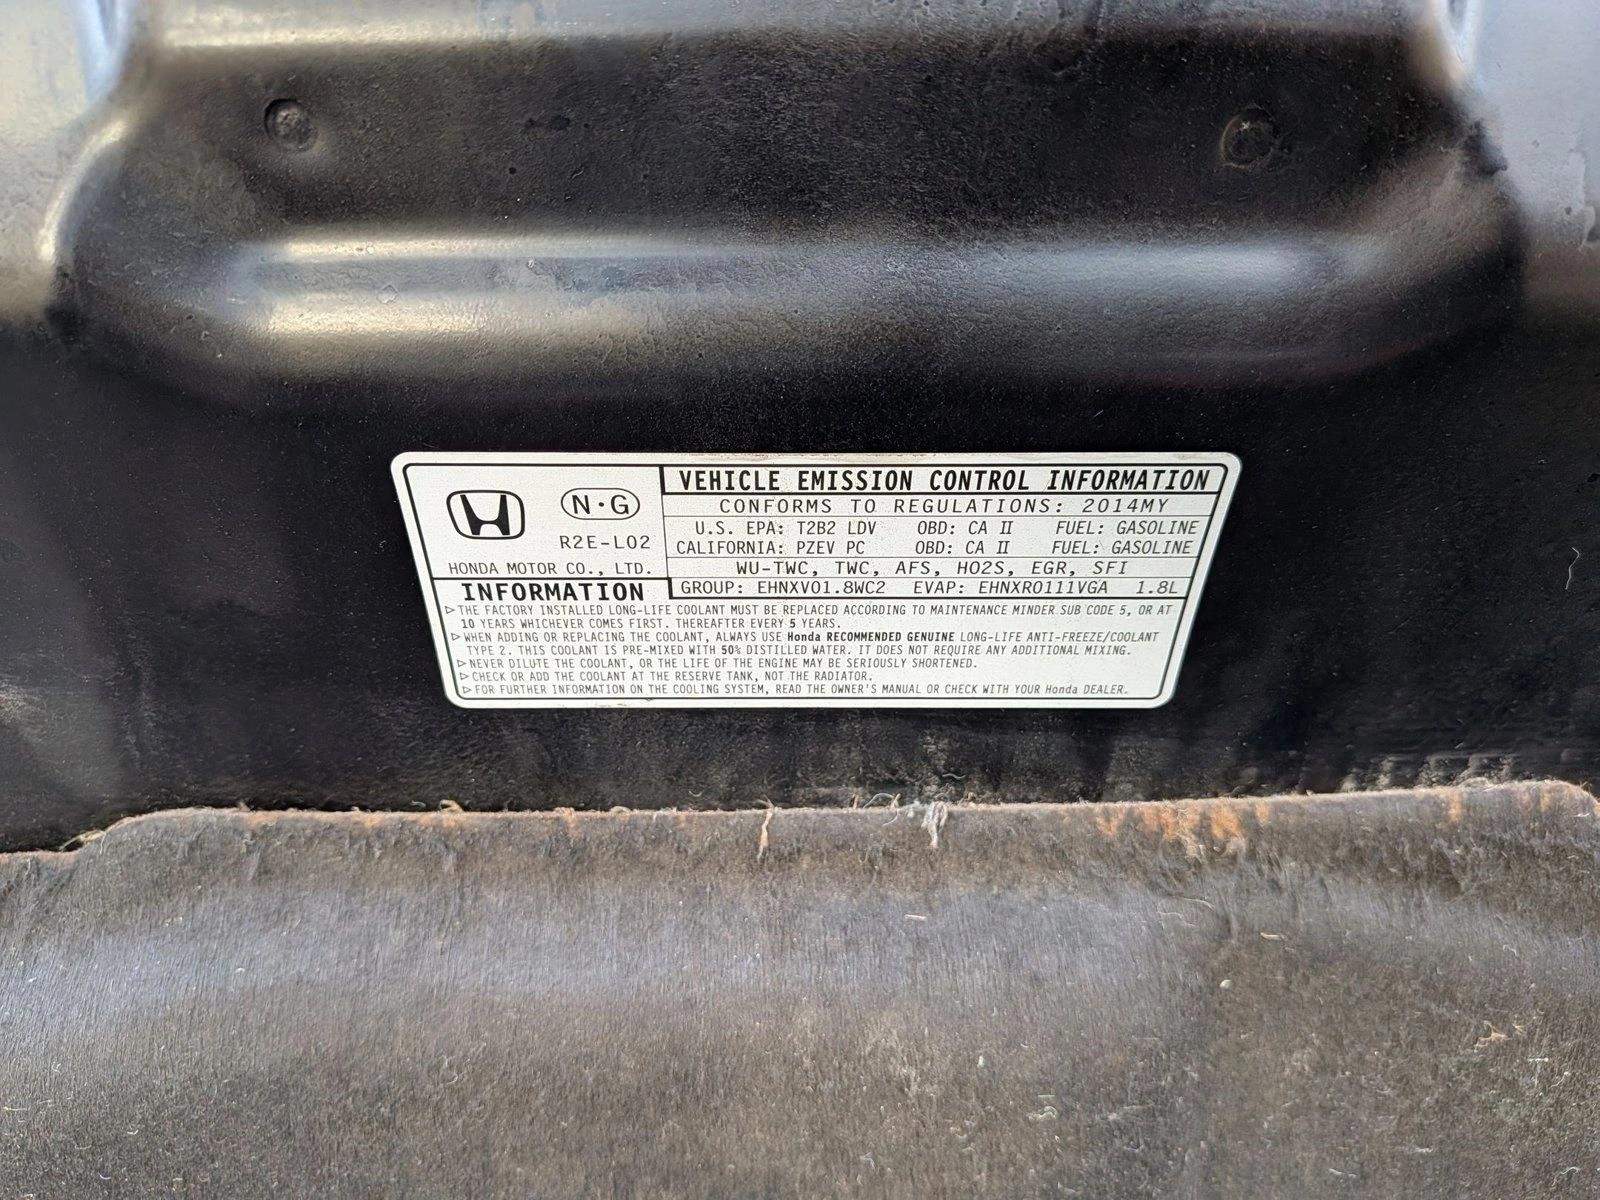 VEHICLE EMISSION CONTROL INFORMATION
N·G
R2E-L02
HONDA MOTOR CO., LTD.
CONFORMS TO REGULATIONS: 2014MY
U.S. EPA: T2B2 LDV OBD: CA II FUEL: GASOLINE
CALIFORNIA: PZEV PC OBD: CA II FUEL: GASOLINE
WU-TWC, TWC, AFS, HO2S, EGR, SFI
GROUP: EHNXV01.8WC2 EVAP: EHNXR0111VGA 1.8L
INFORMATION
▷THE FACTORY INSTALLED LONG-LIFE COOLANT MUST BE REPLACED ACCORDING TO MAINTENANCE MINDER SUB CODE 5, OR AT
10 YEARS WHICHEVER COMES FIRST. THEREAFTER EVERY 5 YEARS.
▷WHEN ADDING OR REPLACING THE COOLANT, ALWAYS USE Honda RECOMMENDED GENUINE LONG-LIFE ANTI-FREEZE/COOLANT
TYPE 2. THIS COOLANT IS PRE-MIXED WITH 50% DISTILLED WATER. IT DOES NOT REQUIRE ANY ADDITIONAL MIXING.
▷NEVER DILUTE THE COOLANT, OR THE LIFE OF THE ENGINE MAY BE SERIOUSLY SHORTENED.
▷CHECK OR ADD THE COOLANT AT THE RESERVE TANK, NOT THE RADIATOR.
▷FOR FURTHER INFORMATION ON THE COOLING SYSTEM, READ THE OWNER'S MANUAL OR CHECK WITH YOUR Honda DEALER.